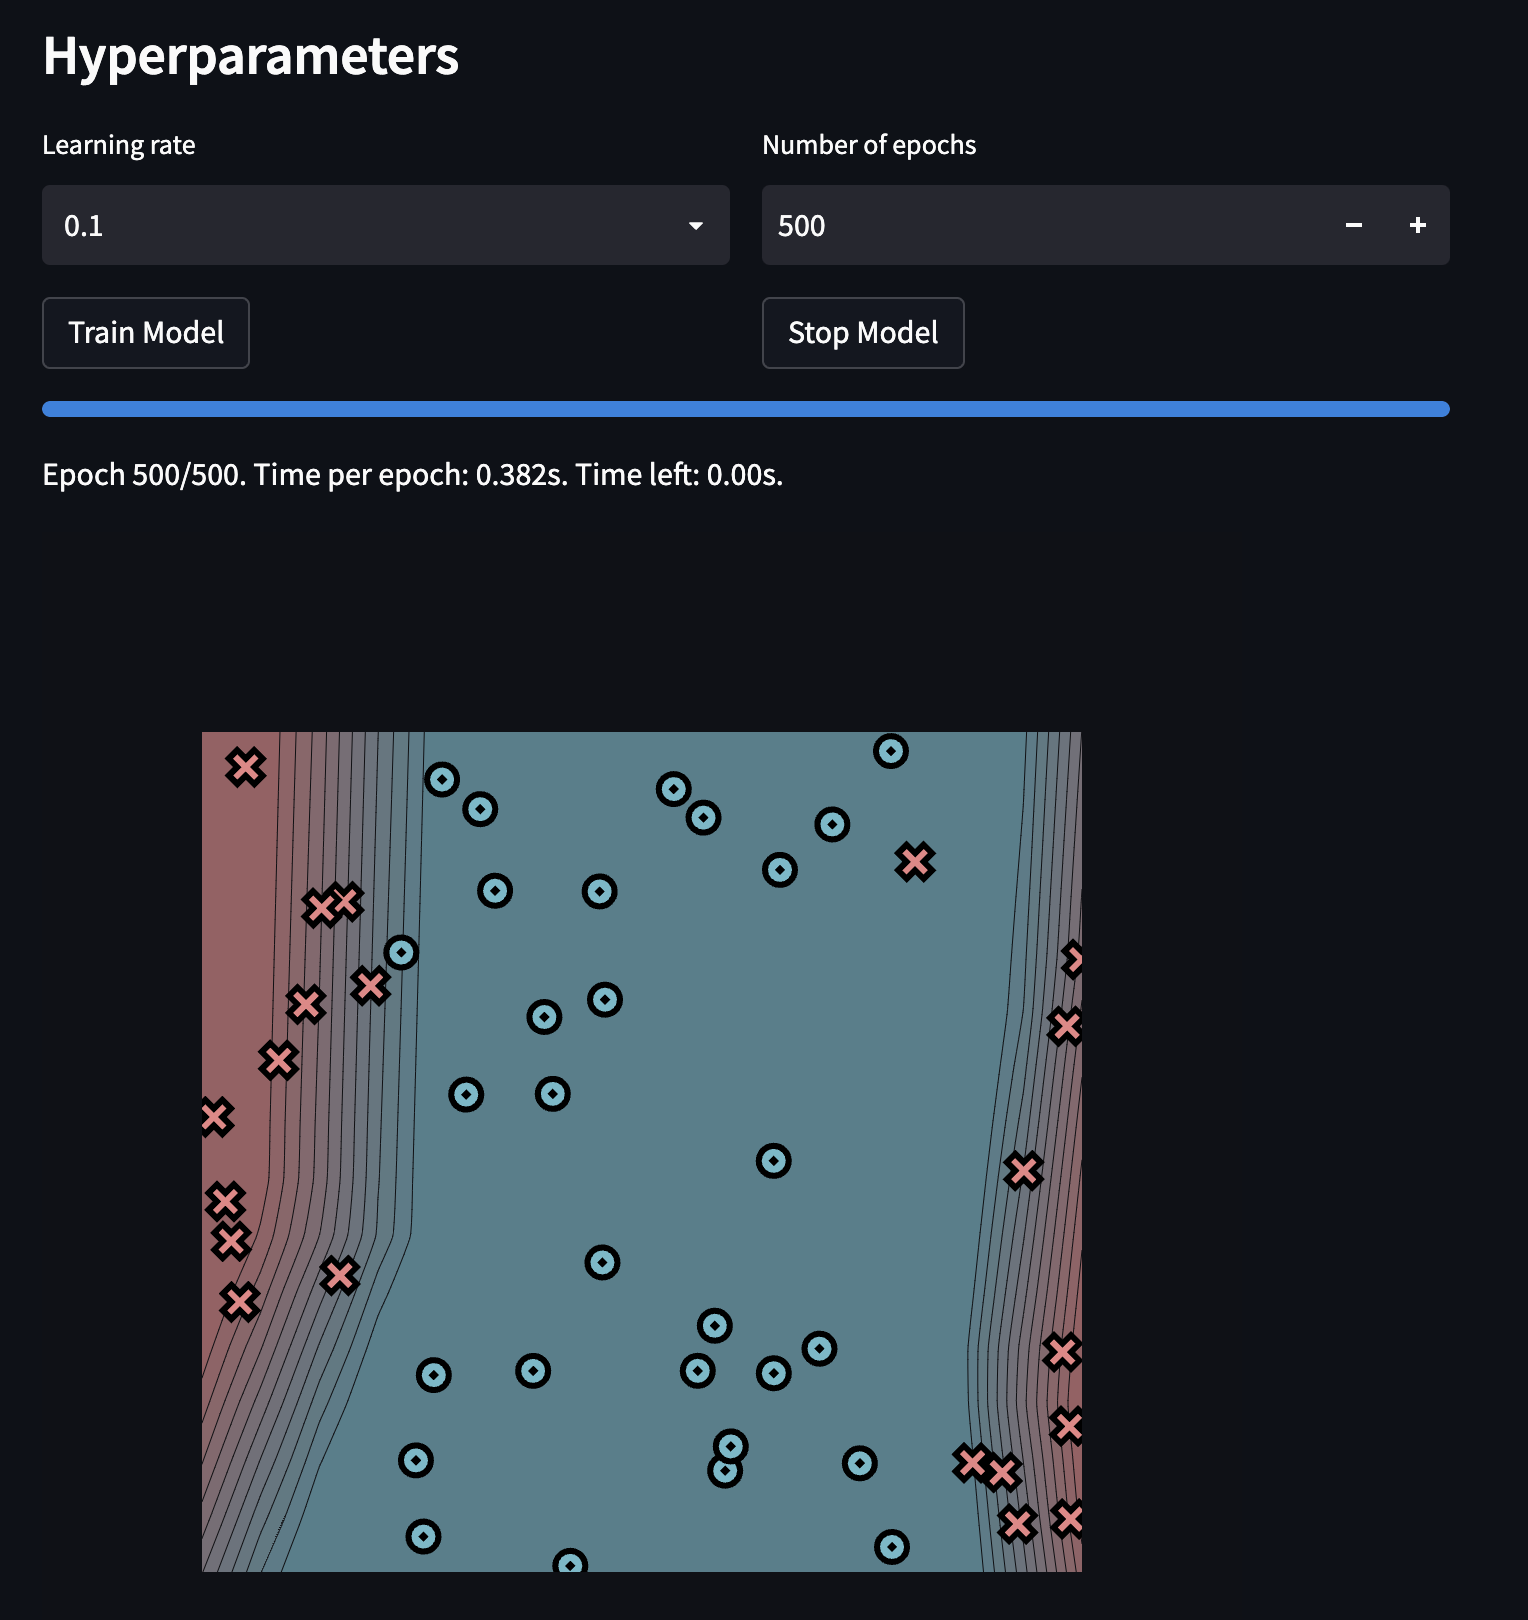 Hyperparameters
Learning rate
Number of epochs
0.1
500
Train Model
Stop Model
Epoch 500/500. Time per epoch: 0.382s. Time left: 0.00s.